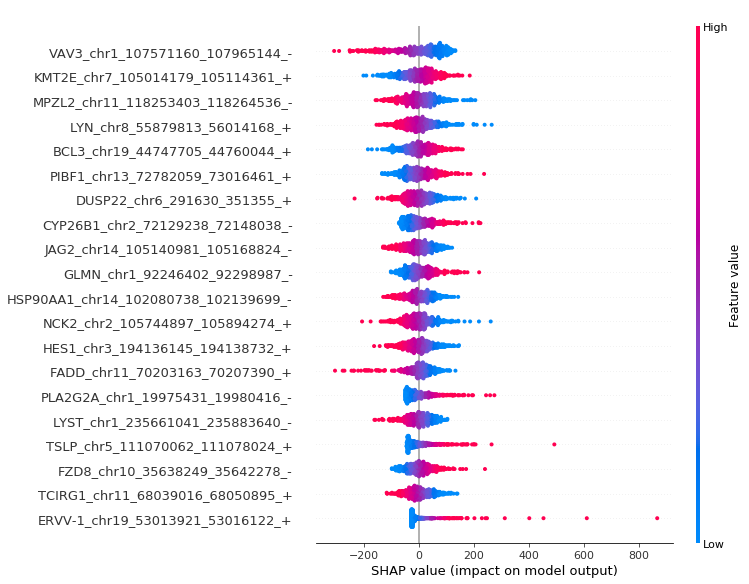 High
VAV3_chr1_107571160_107965144_-
KMT2E_chr7_105014179_105114361_+
MPZL2_chr11_118253403_118264536_-
LYN_chr8_55879813_56014168_+
BCL3_chr19_44747705_44760044_+
PIBF1_chr13_72782059_73016461_+
DUSP22_chr6_291630_351355_+
CYP26B1_chr2_72129238_72148038_-
JAG2_chr14_105140981_105168824_-
GLMN_chr1_92246402_92298987_-
HSP90AA1_chr14_102080738_102139699_-
NCK2_chr2_105744897_105894274_+
HES1_chr3_194136145_194138732_+
FADD_chr11_70203163_70207390_+
PLA2G2A_chr1_19975431_19980416_-
LYST_chr1_235661041_235883640_-
TSLP_chr5_111070062_111078024_+
FZD8_chr10_35638249_35642278_-
TCIRG1_chr11_68039016_68050895_+
ERVV-1_chr19_53013921_53016122_+
Feature value
Low
−200 0 200 400 600 800
SHAP value (impact on model output)